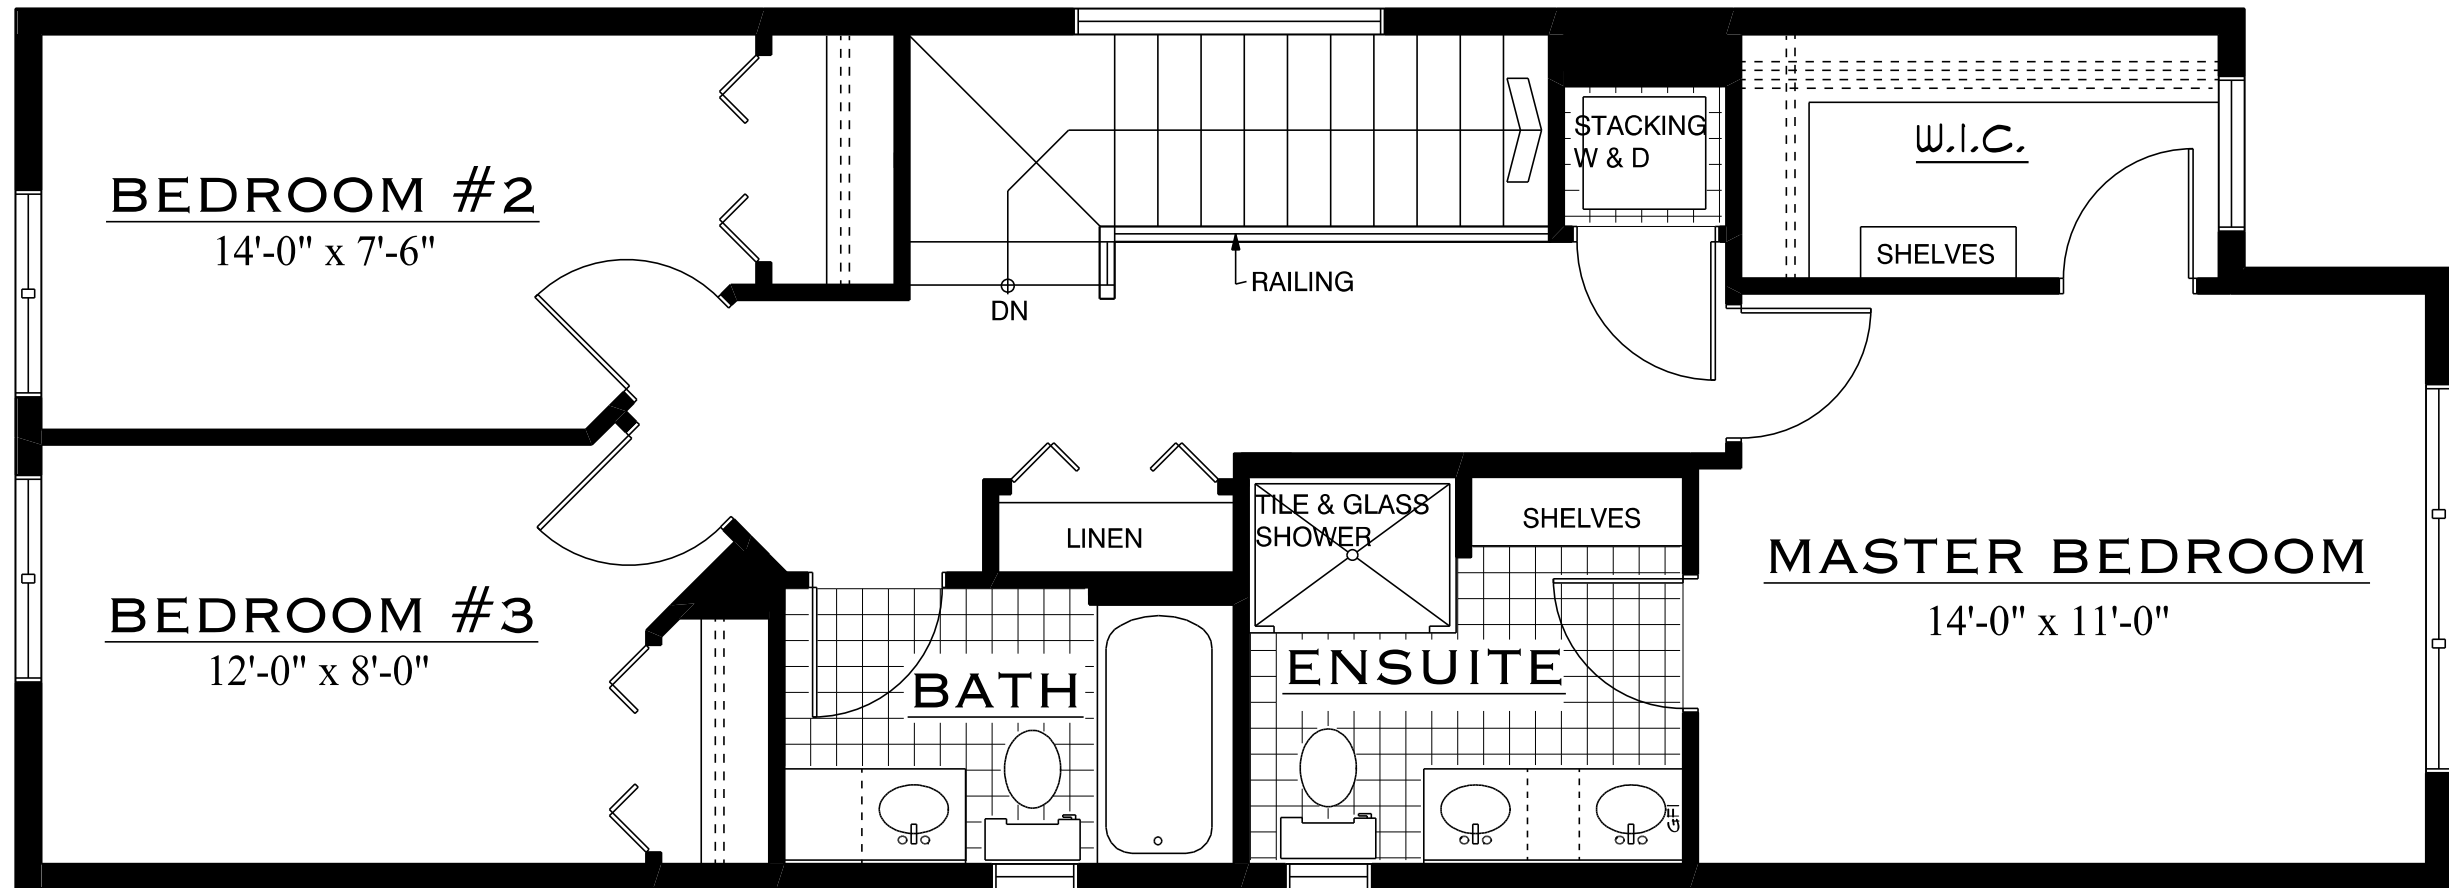 STACKING
W & D
W.I.C.
BEDROOM #2
14'-0" x 7'-6"
SHELVES
RAILING
DN
TILE & GLASS
SHOWER
SHELVES
LINEN
MASTER BEDROOM
14'-0" x 11'-0"
BEDROOM #3
12'-0" x 8'-0"
ENSUITE
BATH
GFI